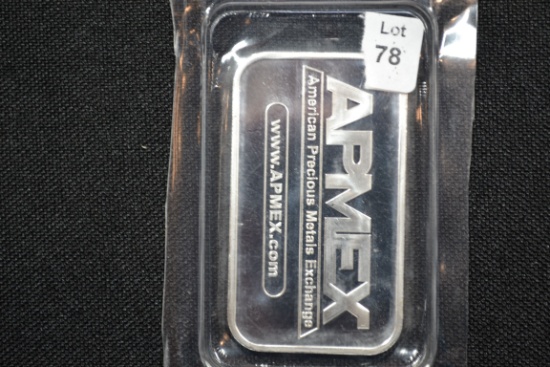 Lot
78
APMEX
American Precious Metals Exchange
www.APMEX.com